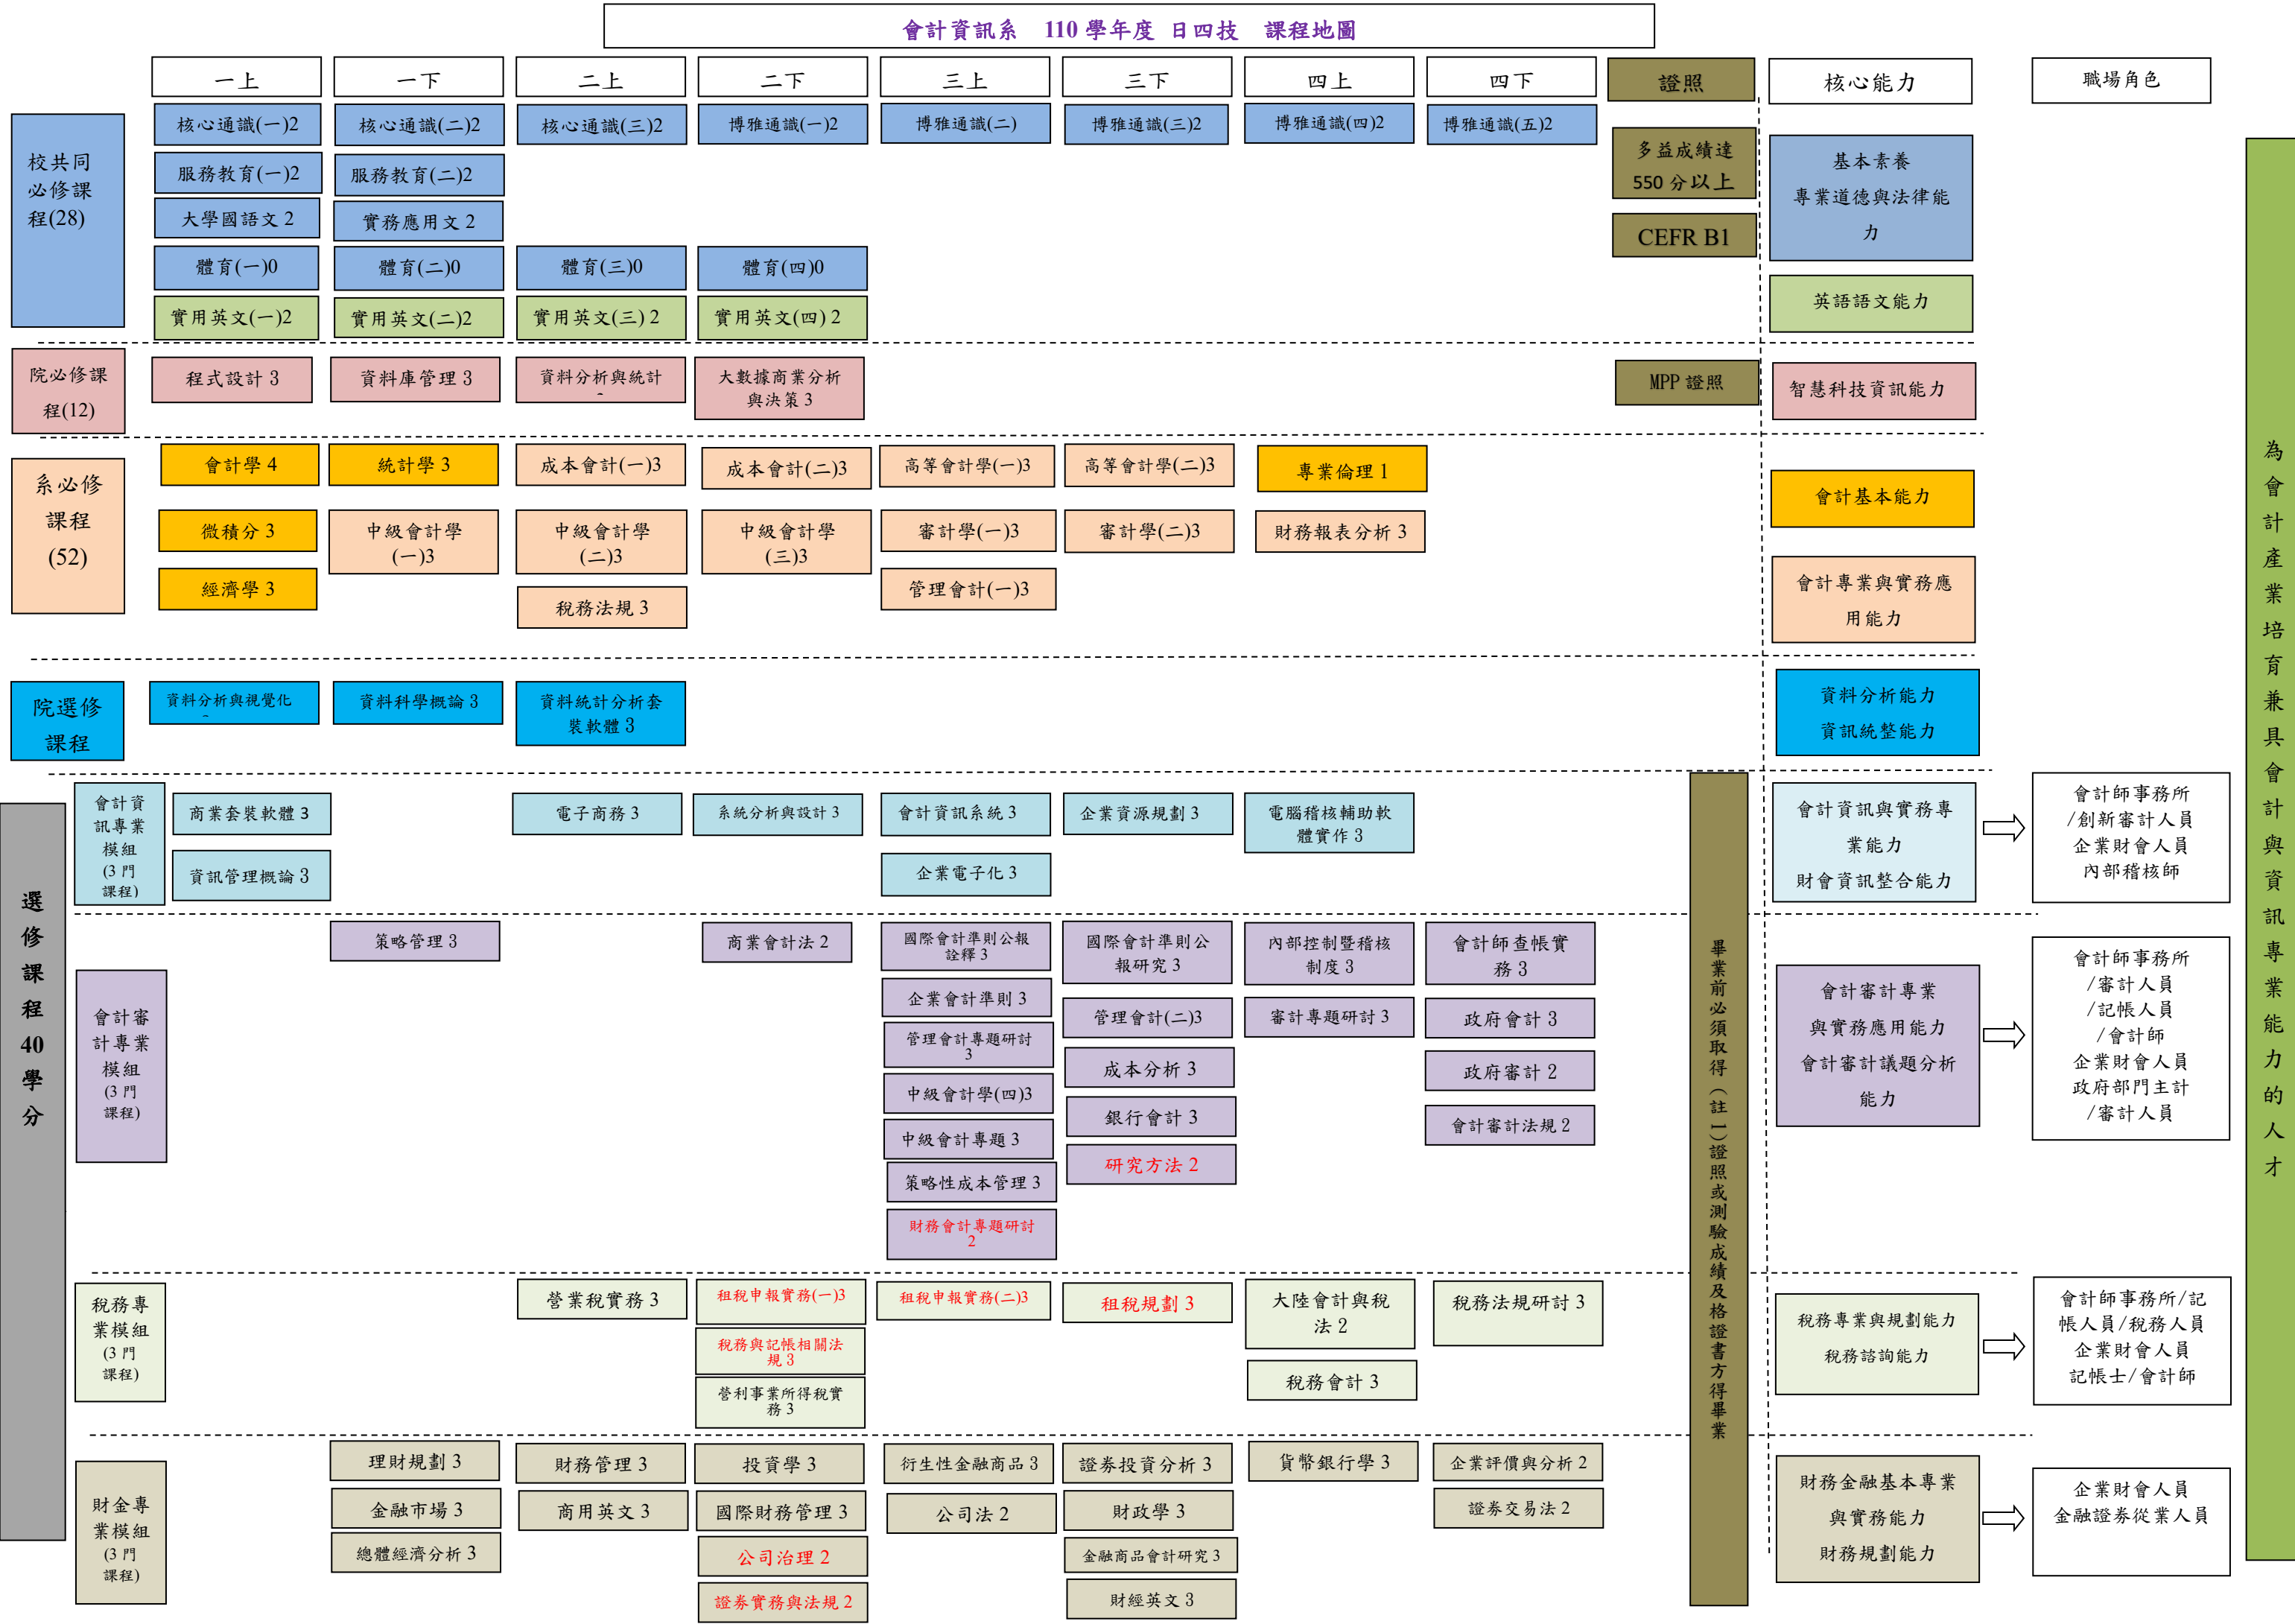 會計資訊系 110 學年度 日四技 課程地圖
一上
一下
二上
二下
三上
三下
四上
四下
證照
核心能力
職場角色
校共同
必修課
程(28)
核心通識(一)2
核心通識(二)2
核心通識(三)2
博雅通識(一)2
博雅通識(二)
博雅通識(三)2
博雅通識(四)2
博雅通識(五)2
服務教育(一)2
服務教育(二)2
大學國語文 2
實務應用文 2
體育(一)0
體育(二)0
體育(三)0
體育(四)0
實用英文(一)2
實用英文(二)2
實用英文(三) 2
實用英文(四) 2
多益成績達
550 分以上
CEFR B1
基本素養
專業道德與法律能
力
英語語文能力
院必修課
程(12)
程式設計 3
資料庫管理 3
資料分析與統計
大數據商業分析
與決策 3
MPP 證照
智慧科技資訊能力
系必修
課程
(52)
會計學 4
統計學 3
成本會計(一)3
成本會計(二)3
高等會計學(一)3
高等會計學(二)3
專業倫理 1
微積分 3
中級會計學
(一)3
中級會計學
(二)3
中級會計學
(三)3
審計學(一)3
審計學(二)3
財務報表分析 3
經濟學 3
稅務法規 3
管理會計(一)3
會計基本能力
會計專業與實務應
用能力
院選修
課程
資料分析與視覺化
資料科學概論 3
資料統計分析套
裝軟體 3
資料分析能力
資訊統整能力
選修課程 40 學分
會計資
訊專業
模組
(3 門
課程)
商業套裝軟體 3
電子商務 3
系統分析與設計 3
會計資訊系統 3
企業資源規劃 3
電腦稽核輔助軟
體實作 3
資訊管理概論 3
企業電子化 3
會計資訊與實務專
業能力
財會資訊整合能力
會計師事務所
/創新審計人員
企業財會人員
內部稽核師
會計審
計專業
模組
(3 門
課程)
策略管理 3
商業會計法 2
國際會計準則公報
詮釋 3
企業會計準則 3
管理會計專題研討
3
中級會計學(四)3
中級會計專題 3
策略性成本管理 3
財務會計專題研討
2
國際會計準則公
報研究 3
管理會計(二)3
成本分析 3
銀行會計 3
研究方法 2
內部控制暨稽核
制度 3
審計專題研討 3
會計師查帳實
務 3
政府會計 3
政府審計 2
會計審計法規 2
會計審計專業
與實務應用能力
會計審計議題分析
能力
會計師事務所
/審計人員
/記帳人員
/會計師
企業財會人員
政府部門主計
/審計人員
稅務專
業模組
(3 門
課程)
營業稅實務 3
租稅申報實務(一)3
稅務與記帳相關法
規 3
營利事業所得稅實
務 3
租稅申報實務(二)3
租稅規劃 3
大陸會計與稅
法 2
稅務會計 3
稅務法規研討 3
稅務專業與規劃能力
稅務諮詢能力
會計師事務所/記
帳人員/稅務人員
企業財會人員
記帳士/會計師
財金專
業模組
(3 門
課程)
理財規劃 3
金融市場 3
總體經濟分析 3
財務管理 3
商用英文 3
投資學 3
國際財務管理 3
公司治理 2
證券實務與法規 2
衍生性金融商品 3
公司法 2
證券投資分析 3
財政學 3
金融商品會計研究 3
財經英文 3
貨幣銀行學 3
企業評價與分析 2
證券交易法 2
財務金融基本專業
與實務能力
財務規劃能力
企業財會人員
金融證券從業人員
畢業前必須取得（註 1）證照或測驗成績及格證書方得畢業
為會計產業培育兼具會計與資訊專業能力的人才